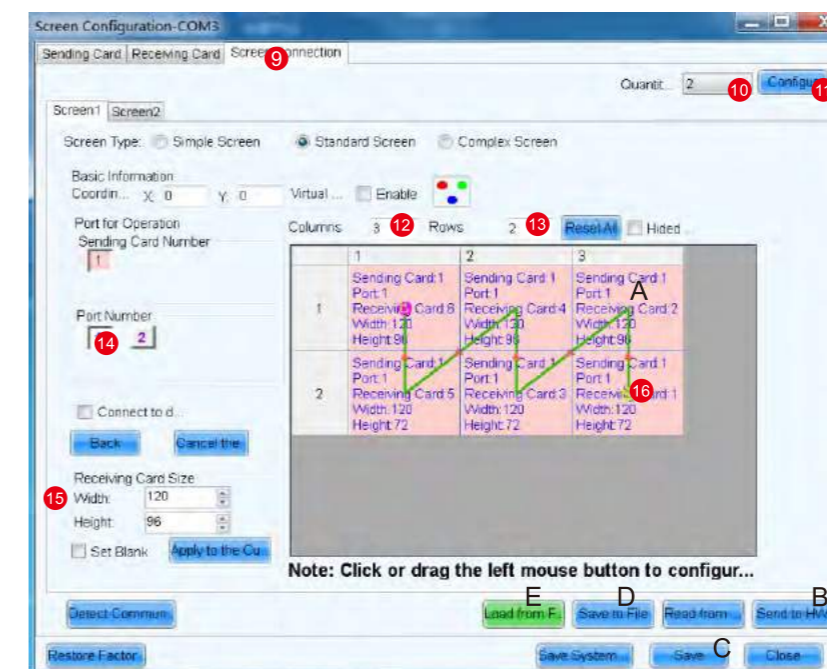 Screen Configuration-COM3
Sending Card Receiving Card Screen onnection
9
Quantit... 2 10 Configu 11
Screen1 Screen2
Screen Type: Simple Screen Standard Screen Complex Screen
Basic Information
Coordin... X: 0 Y: 0 Virtual ... Enable
Port for Operation
Sending Card Number
1
Columns 3 12 Rows 2 13 Reset All Hided
1 2 3
1
Sending Card:1 Sending Card:1 Sending Card:1
Port:1 Port:1 Port:1 A
Receiving Card:6 Receiving Card:4 Receiving Card:2
Width:120 Width:120 Width:120
Height:96 Height:96 Height:96
2
Sending Card:1 Sending Card:1 Sending Card:1
Port:1 Port:1 Port:1
Receiving Card:5 Receiving Card:3 Receiving Card:1
16
Width:120 Width:120 Width:120
Height:72 Height:72 Height:72
Port Number
14 2
Connect to d...
Back Cancel the
Receiving Card Size
15 Width: 120
Height: 96
Set Blank Apply to the Cu...
Note: Click or drag the left mouse button to configur...
Detect Commun... E Load from F... D Save to File Read from ... B Send to HW
Restore Factor Save System... Save C Close